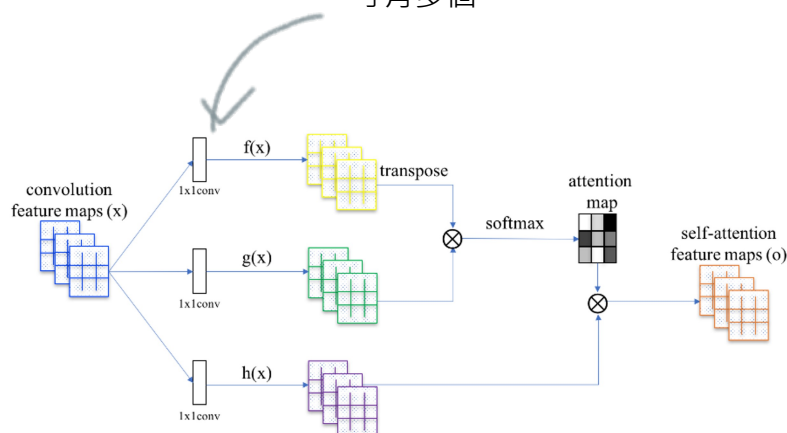 convolution
feature maps (x)
f(x)
1x1conv
g(x)
1x1conv
h(x)
1x1conv
transpose
softmax
attention
map
self-attention
feature maps (o)